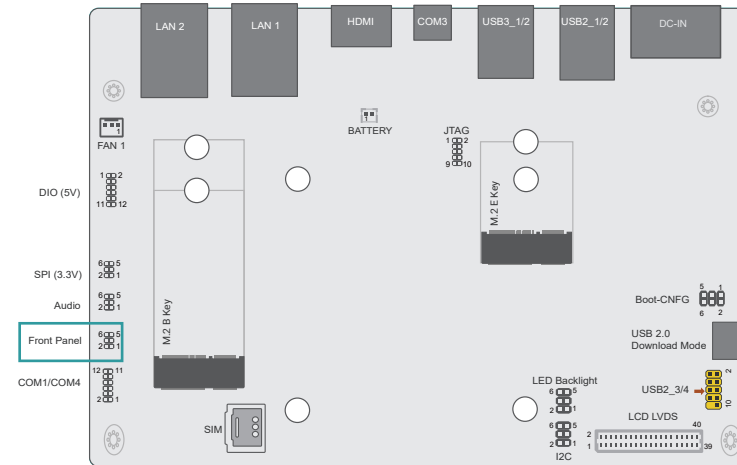 LAN 2
LAN 1
HDMI
COM3
USB3_1/2
USB2_1/2
DC-IN
1
FAN 1
1
BATTERY
JTAG
1 2
9 10
DIO (5V)
1 2
11 12
M.2 E Key
SPI (3.3V)
6 5
2 1
Audio
6 5
2 1
Front Panel
6 5
2 1
M.2 B Key
COM1/COM4
12 11
2 1
SIM
Boot-CNFG
5 1
6 2
USB 2.0
Download Mode
USB2_3/4
2
10
LED Backlight
6 5
2 1
6 5
2 1
I2C
LCD LVDS
2 40
1 39